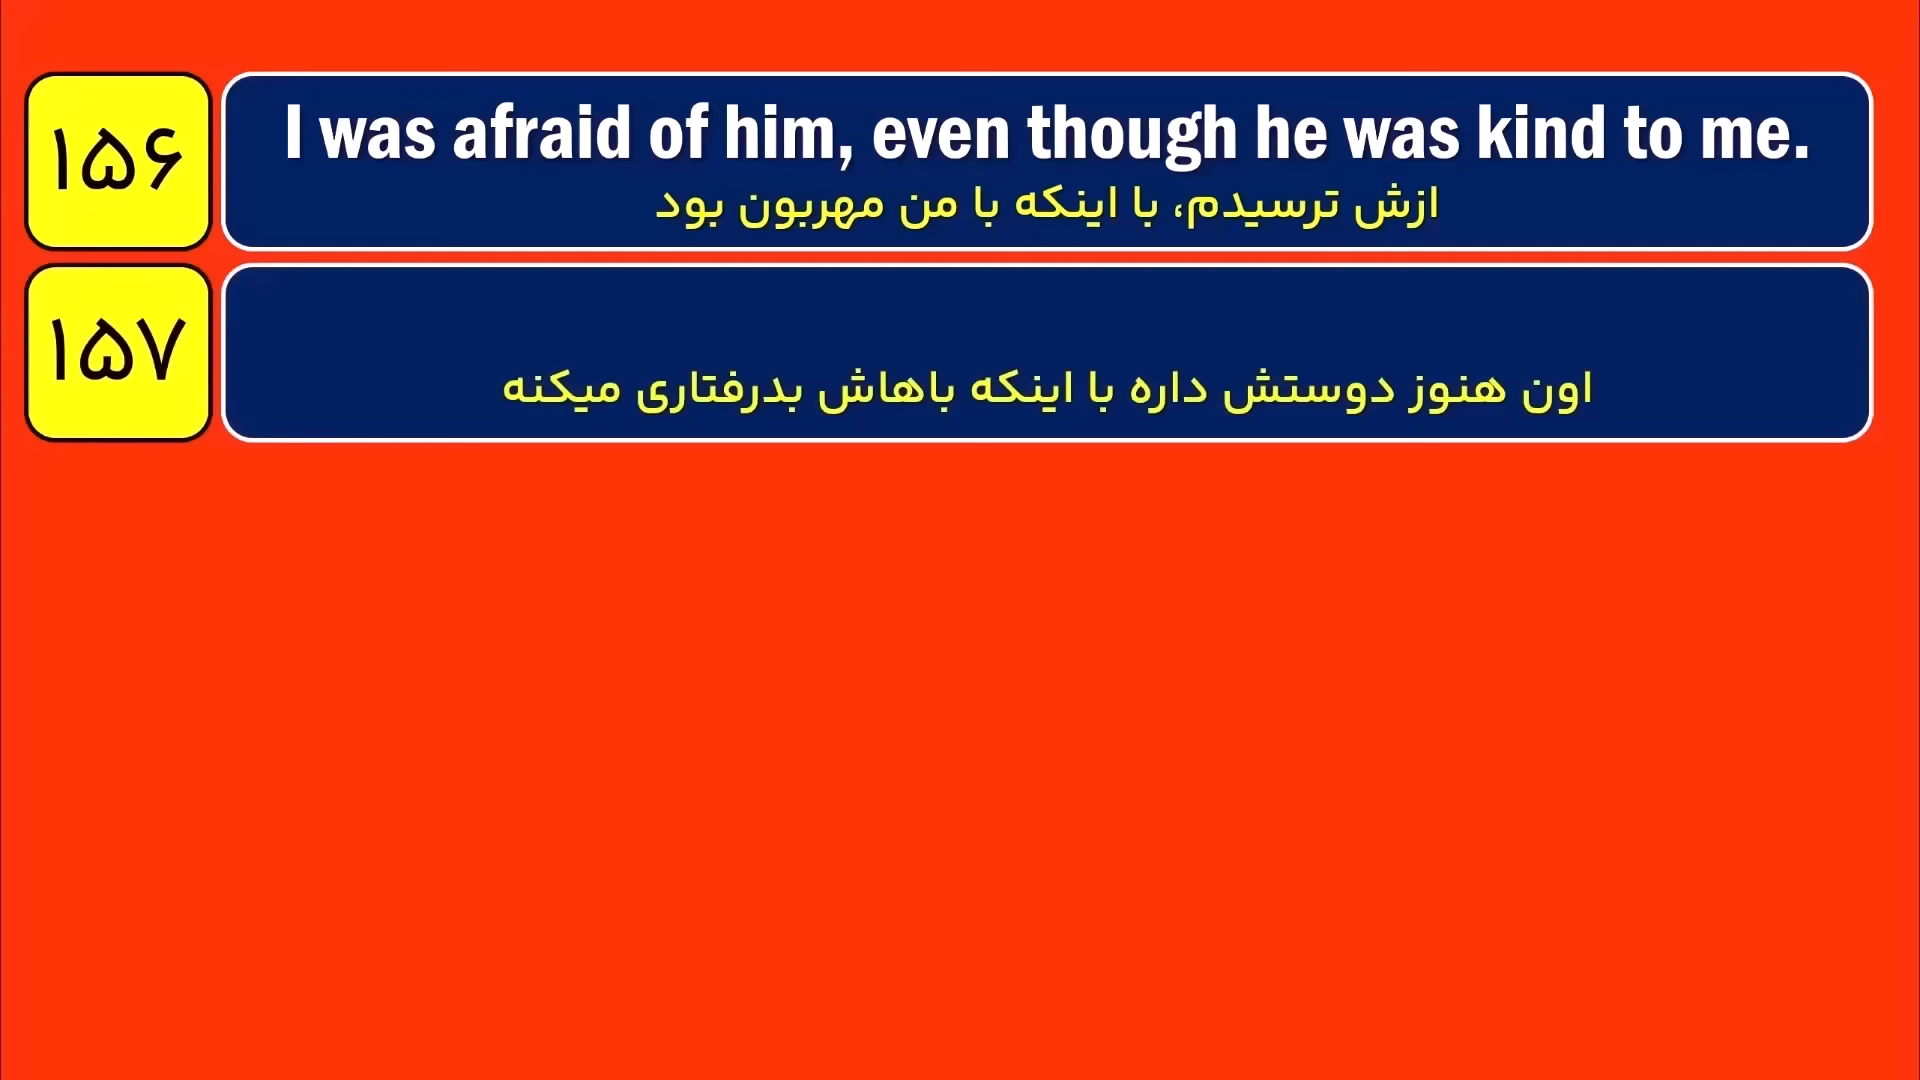 ۱۵۶
I was afraid of him, even though he was kind to me.
ازش ترسیدم، با اینکه با من مهربون بود
۱۵۷
اون هنوز دوستش داره با اینکه باهاش بدرفتاری میکنه